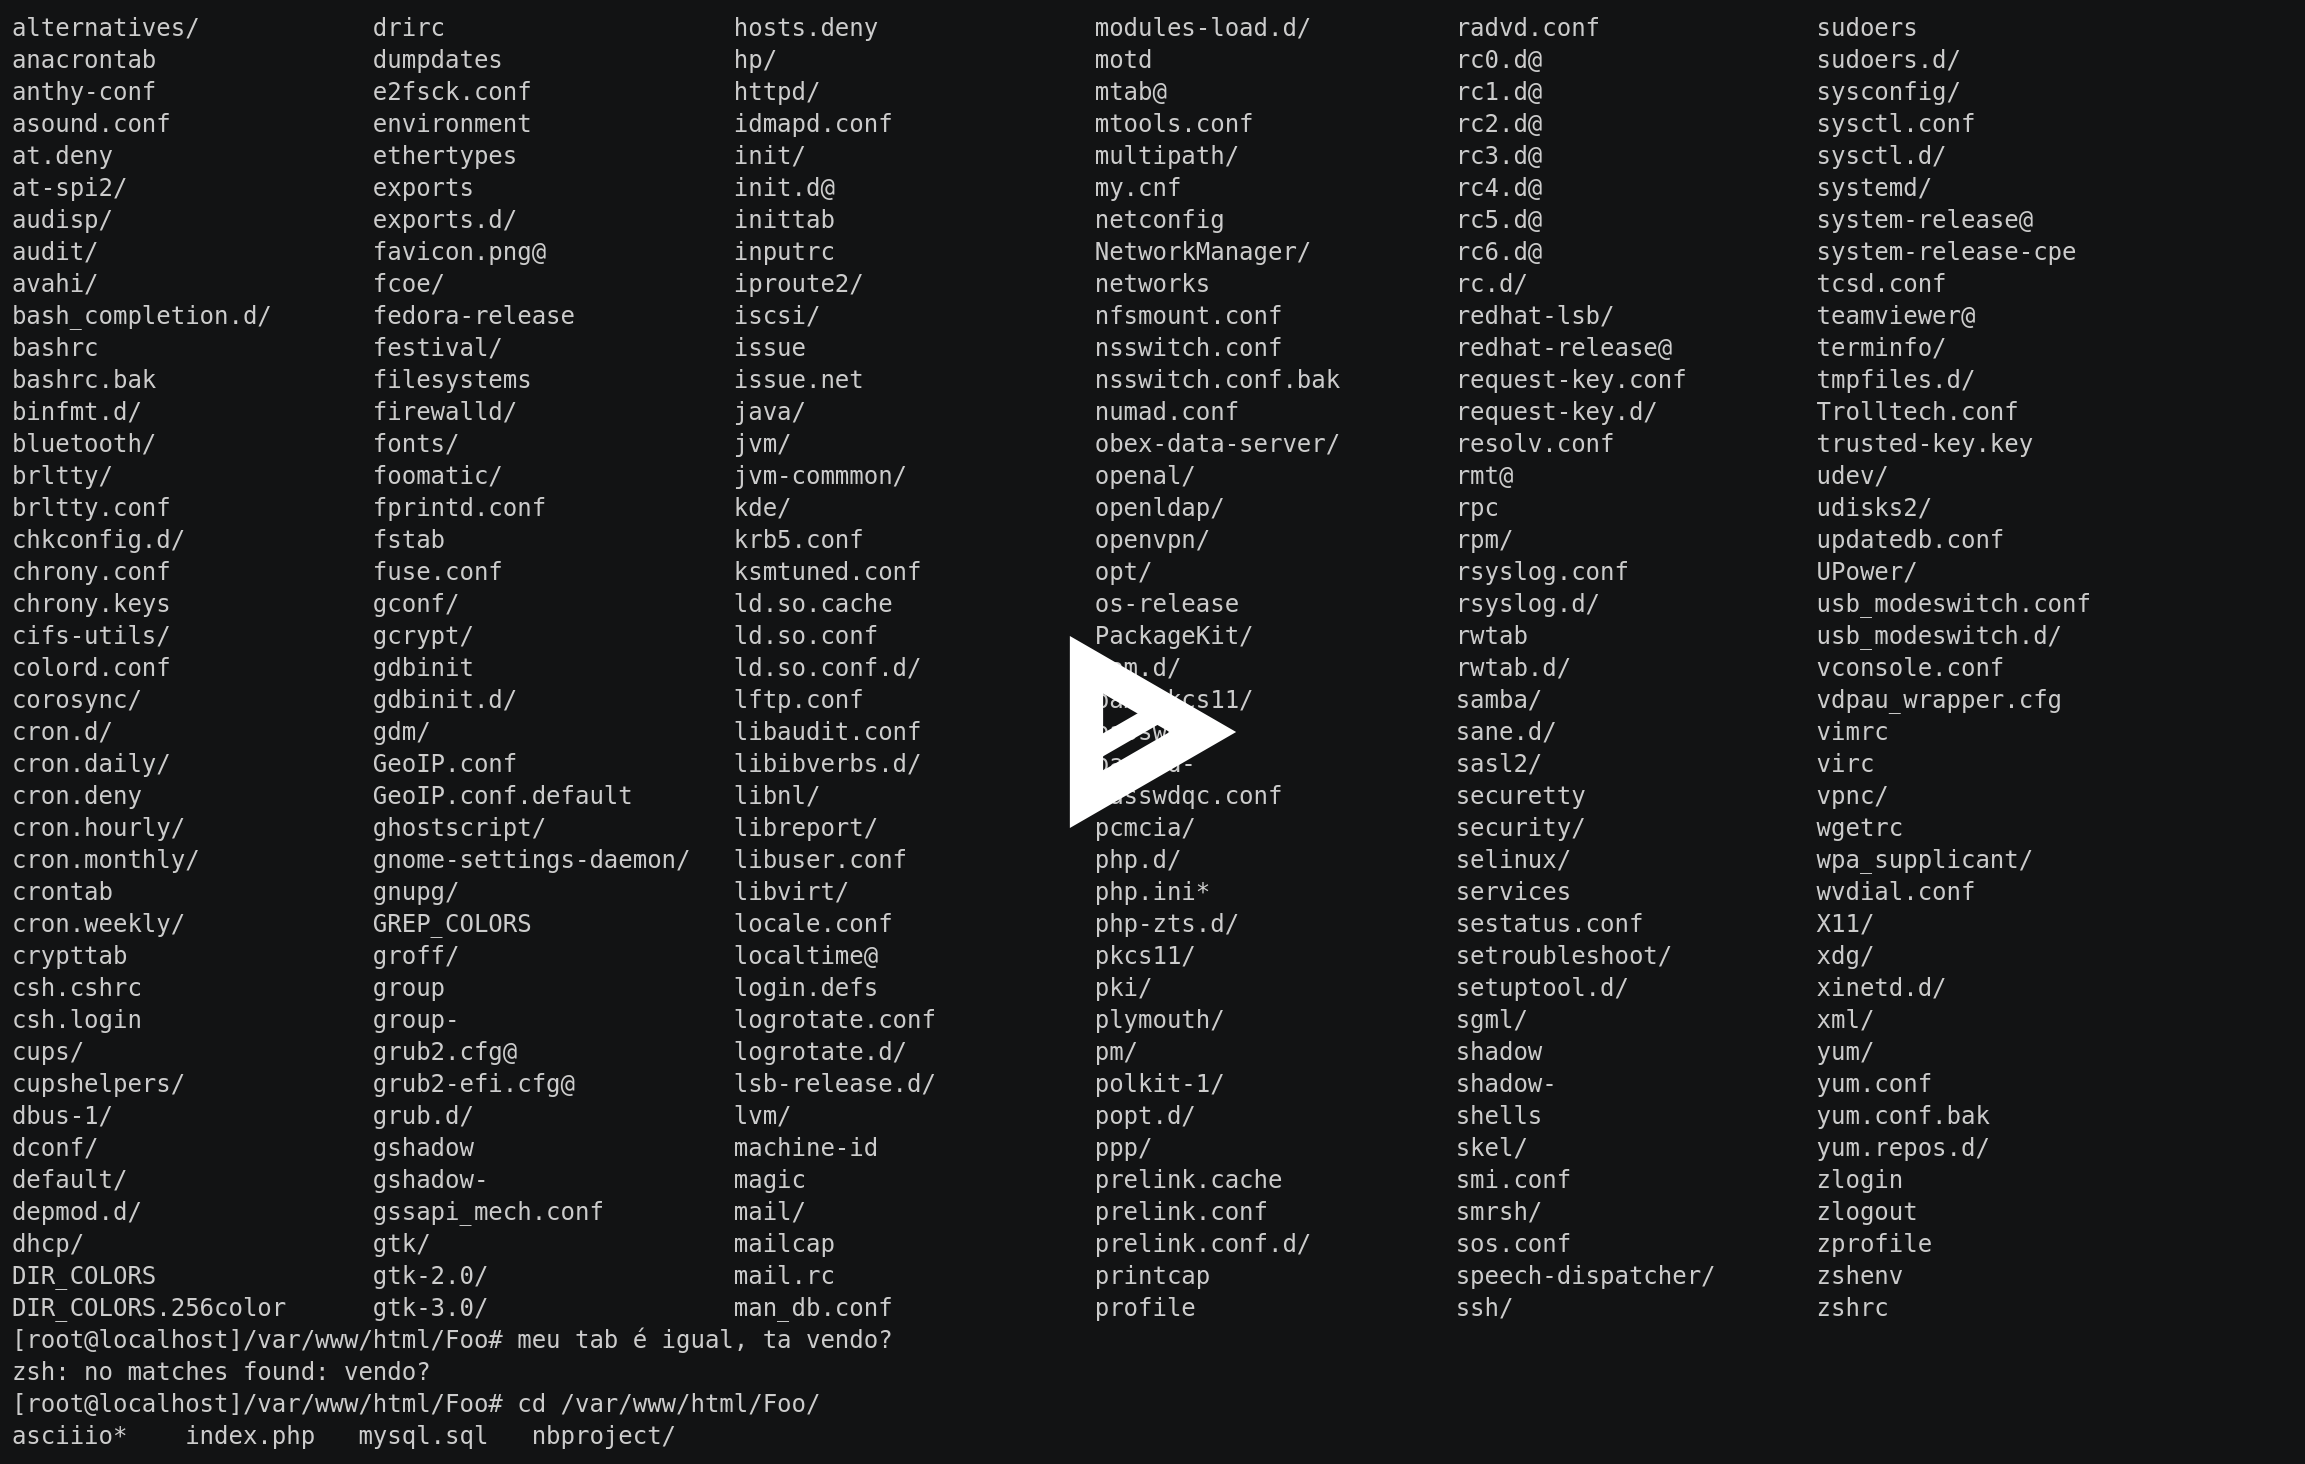 alternatives/ drirc hosts.deny modules-load.d/ radvd.conf sudoers
anacrontab dumpdates hp/ motd rc0.d@ sudoers.d/
anthy-conf e2fsck.conf httpd/ mtab@ rc1.d@ sysconfig/
asound.conf environment idmapd.conf mtools.conf rc2.d@ sysctl.conf
at.deny ethertypes init/ multipath/ rc3.d@ sysctl.d/
at-spi2/ exports init.d@ my.cnf rc4.d@ systemd/
audisp/ exports.d/ inittab netconfig rc5.d@ system-release@
audit/ favicon.png@ inputrc NetworkManager/ rc6.d@ system-release-cpe
avahi/ fcoe/ iproute2/ networks rc.d/ tcsd.conf
bash_completion.d/ fedora-release iscsi/ nfsmount.conf redhat-lsb/ teamviewer@
bashrc festival/ issue nsswitch.conf redhat-release@ terminfo/
bashrc.bak filesystems issue.net nsswitch.conf.bak request-key.conf tmpfiles.d/
binfmt.d/ firewalld/ java/ numad.conf request-key.d/ Trolltech.conf
bluetooth/ fonts/ jvm/ obex-data-server/ resolv.conf trusted-key.key
brltty/ foomatic/ jvm-commmon/ openal/ rmt@ udev/
brltty.conf fprintd.conf kde/ openldap/ rpc udisks2/
chkconfig.d/ fstab krb5.conf openvpn/ rpm/ updatedb.conf
chrony.conf fuse.conf ksmtuned.conf opt/ rsyslog.conf UPower/
chrony.keys gconf/ ld.so.cache os-release rsyslog.d/ usb_modeswitch.conf
cifs-utils/ gcrypt/ ld.so.conf PackageKit/ rwtab usb_modeswitch.d/
colord.conf gdbinit ld.so.conf.d/ rwtab.d/ vconsole.conf
corosync/ gdbinit.d/ lftp.conf samba/ vdpau_wrapper.cfg
cron.d/ gdm/ libaudit.conf sane.d/ vimrc
cron.daily/ GeoIP.conf libibverbs.d/ sasl2/ virc
cron.deny GeoIP.conf.default libnl/ securetty vpnc/
cron.hourly/ ghostscript/ libreport/ pcmcia/ security/ wgetrc
cron.monthly/ gnome-settings-daemon/ libuser.conf php.d/ selinux/ wpa_supplicant/
crontab gnupg/ libvirt/ php.ini* services wvdial.conf
cron.weekly/ GREP_COLORS locale.conf php-zts.d/ sestatus.conf X11/
crypttab groff/ localtime@ pkcs11/ setroubleshoot/ xdg/
csh.cshrc group login.defs pki/ setuptool.d/ xinetd.d/
csh.login group- logrotate.conf plymouth/ sgml/ xml/
cups/ grub2.cfg@ logrotate.d/ pm/ shadow yum/
cupshelpers/ grub2-efi.cfg@ lsb-release.d/ polkit-1/ shadow- yum.conf
dbus-1/ grub.d/ lvm/ popt.d/ shells yum.conf.bak
dconf/ gshadow machine-id ppp/ skel/ yum.repos.d/
default/ gshadow- magic prelink.cache smi.conf zlogin
depmod.d/ gssapi_mech.conf mail/ prelink.conf smrsh/ zlogout
dhcp/ gtk/ mailcap prelink.conf.d/ sos.conf zprofile
DIR_COLORS gtk-2.0/ mail.rc printcap speech-dispatcher/ zshenv
DIR_COLORS.256color gtk-3.0/ man_db.conf profile ssh/ zshrc
[root@localhost]/var/www/html/Foo# meu tab é igual, ta vendo?
zsh: no matches found: vendo?
[root@localhost]/var/www/html/Foo# cd /var/www/html/Foo/
asciiio* index.php mysql.sql nbproject/